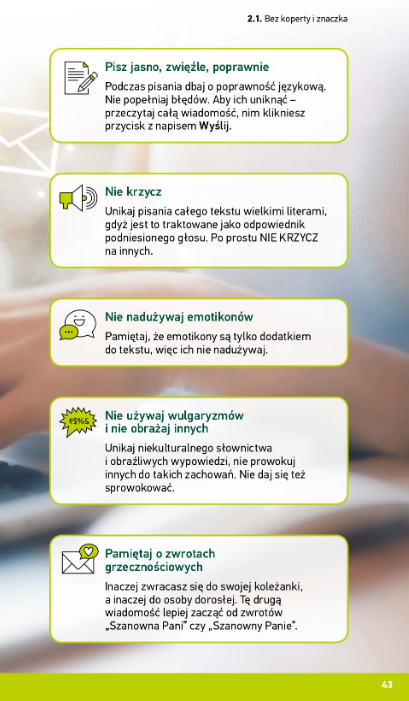 2.1. Bez koperty i znaczka
Pisz jasno, zwięźle, poprawnie
Podczas pisania dbaj o poprawność językową.
Nie popełniaj błędów. Aby ich uniknąć –
przeczytaj całą wiadomość, nim klikniesz
przycisk z napisem Wyślij.
Nie krzycz
Unikaj pisania całego tekstu wielkimi literami,
gdyż jest to traktowane jako odpowiednik
podniesionego głosu. Po prostu NIE KRZYCZ
na innych.
Nie nadużywaj emotikonów
Pamiętaj, że emotikony są tylko dodatkiem
do tekstu, więc ich nie nadużywaj.
#$%&
Nie używaj wulgaryzmów
i nie obrażaj innych
Unikaj niekulturalnego słownictwa
i obraźliwych wypowiedzi, nie prowokuj
innych do takich zachowań. Nie daj się też
sprowokować.
Pamiętaj o zwrotach
grzecznościowych
Inaczej zwracasz się do swojej koleżanki,
a inaczej do osoby dorosłej. Tę drugą
wiadomość lepiej zacząć od zwrotów
„Szanowna Pani” czy „Szanowny Panie”.
43